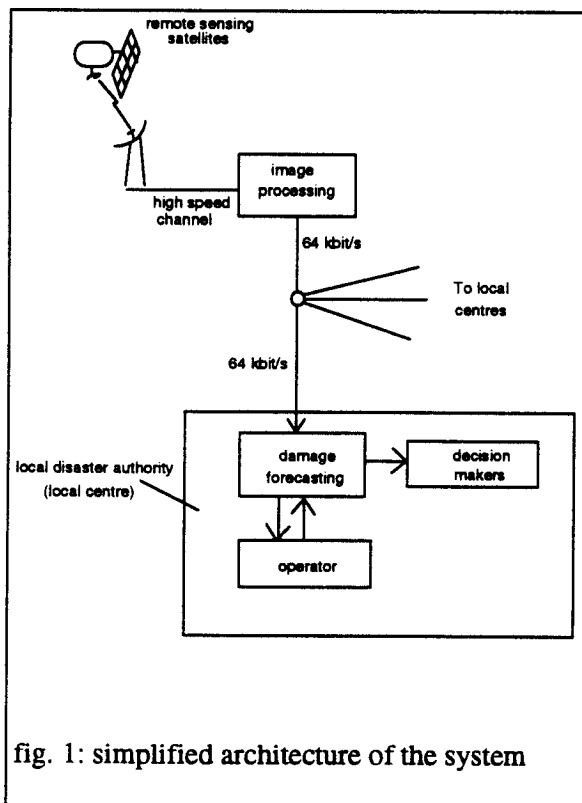 remote sensing
satellites
image
processing
high speed
channel
64 kbit/s
To local
centres
64 kbit/s
local disaster authority
(local centre)
damage
forecasting
decision
makers
operator
fig. 1: simplified architecture of the system